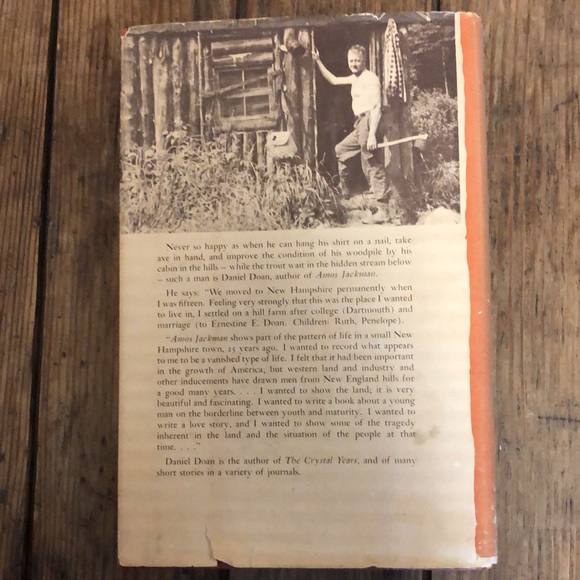 Never so happy as when he can hang his shirt on a nail, take
axe in hand, and improve the condition of his woodpile by his
cabin in the hills – while the trout wait in the hidden stream below
– such a man is Daniel Doan, author of Amos Jackman.
He says: "We moved to New Hampshire permanently when
I was fifteen. Feeling very strongly that this was the place I wanted
to live in, I settled on a hill farm after college (Dartmouth) and
marriage (to Ernestine E. Doan. Children: Ruth, Penelope).
"Amos Jackman shows part of the pattern of life in a small New
Hampshire town, 25 years ago. I wanted to record what appears
to me to be a vanished type of life. I felt that it had been important
in the growth of America, but western land and industry and
other inducements have drawn men from New England hills for
a good many years. . . . I wanted to show the land; it is very
beautiful and fascinating. I wanted to write a book about a young
man on the borderline between youth and maturity. I wanted to
write a love story, and I wanted to show some of the tragedy
inherent in the land and the situation of the people at that
time. . . ."
Daniel Doan is the author of The Crystal Years, and of many
short stories in a variety of journals.